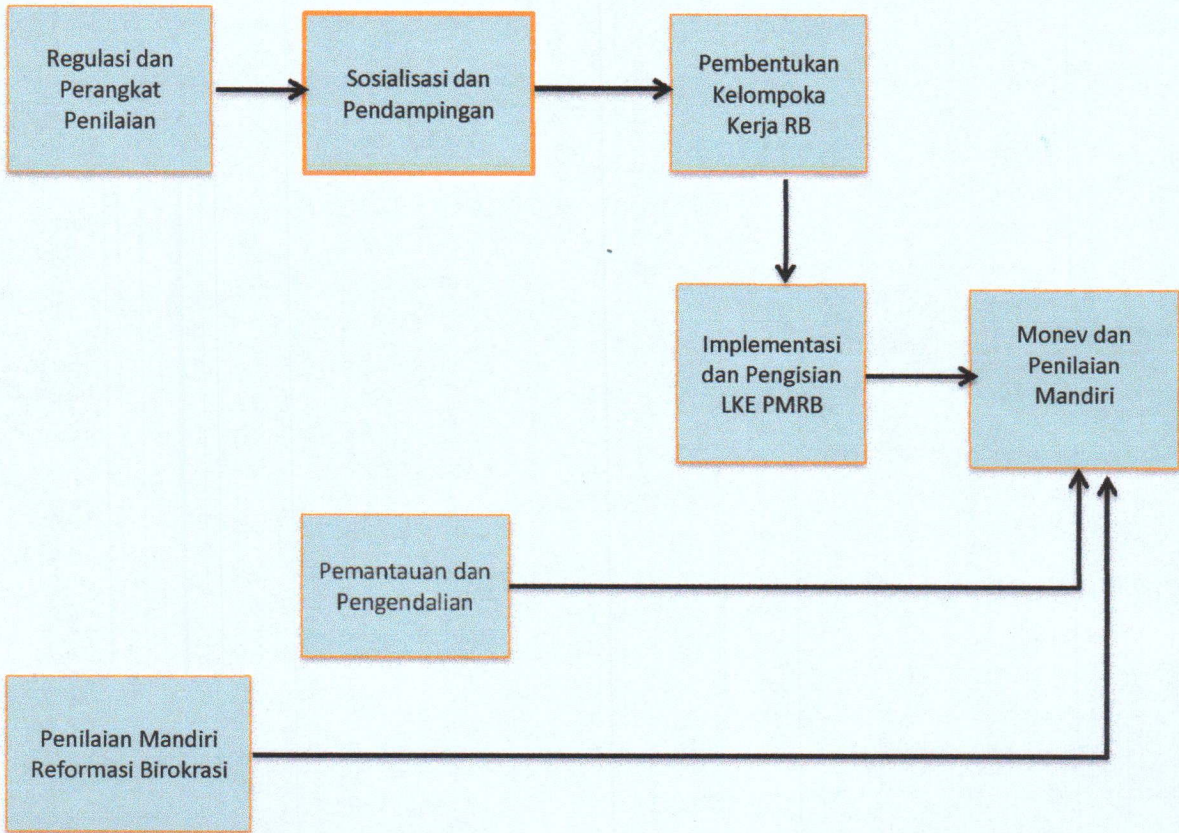 Regulasi dan
Perangkat
Penilaian
Sosialisasi dan
Pendampingan
Pembentukan
Kelompoka
Kerja RB
Implementasi
dan Pengisian
LKE PMRB
Monev dan
Penilaian
Mandiri
Pemantauan dan
Pengendalian
Penilaian Mandiri
Reformasi Birokrasi